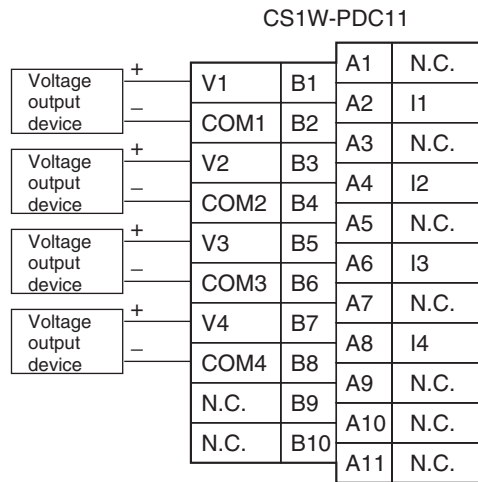 CS1W-PDC11
A1 N.C.
Voltage output device + V1 B1
A2 I1
– COM1 B2
A3 N.C.
Voltage output device + V2 B3
A4 I2
– COM2 B4
A5 N.C.
Voltage output device + V3 B5
A6 I3
– COM3 B6
A7 N.C.
Voltage output device + V4 B7
A8 I4
– COM4 B8
A9 N.C.
N.C. B9
A10 N.C.
N.C. B10
A11 N.C.